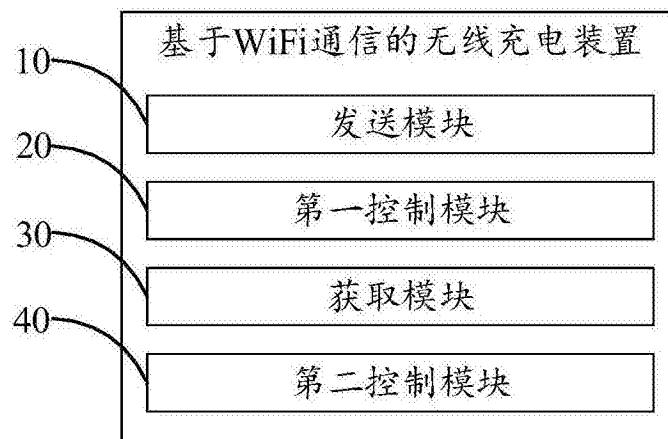 基于WiFi通信的无线充电装置
10
发送模块
20
第一控制模块
30
获取模块
40
第二控制模块